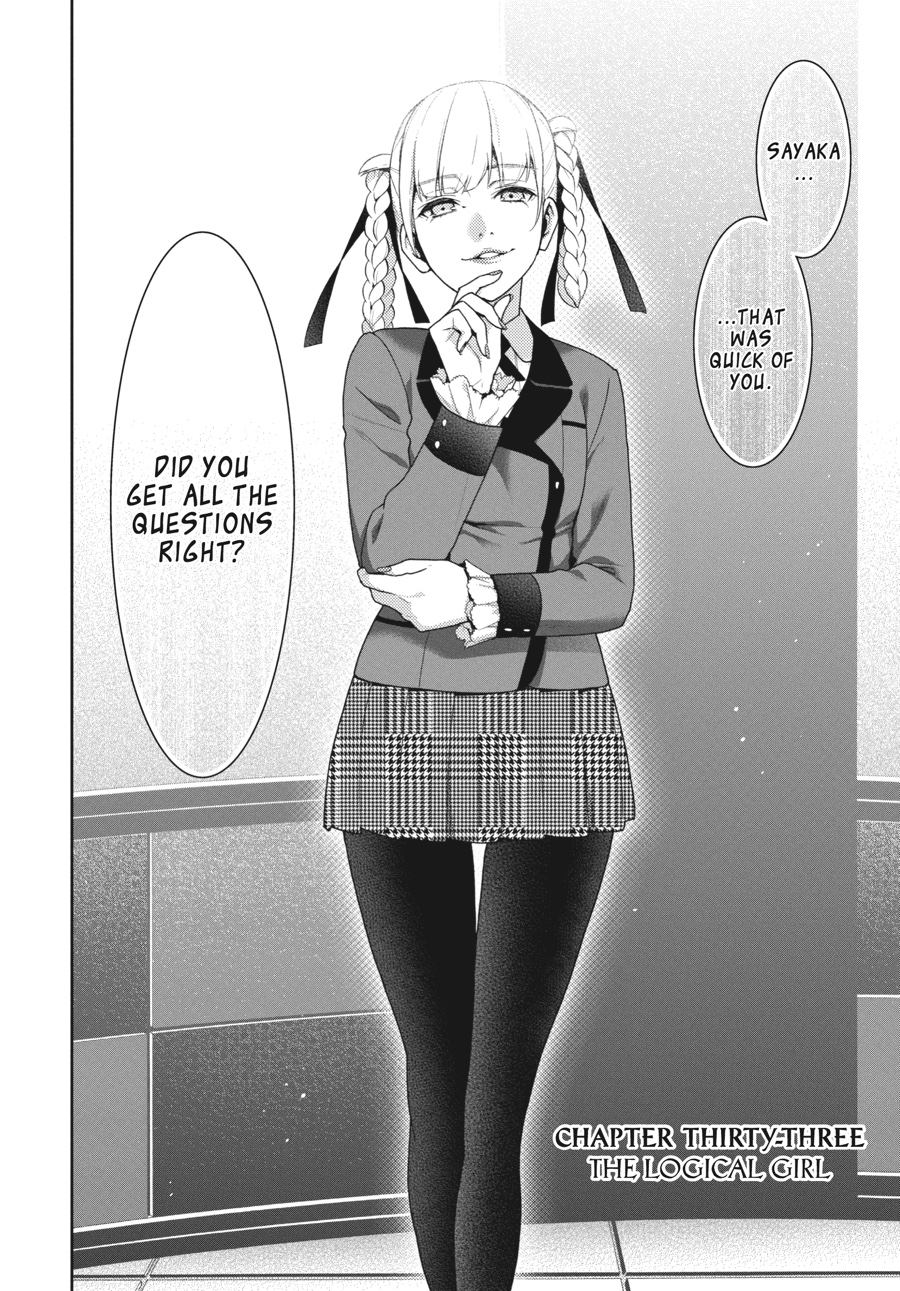 SAYAKA
...
...THAT
WAS
QUICK OF
YOU.
DID YOU
GET ALL THE
QUESTIONS
RIGHT?
CHAPTER THIRTY-THREE
THE LOGICAL GIRL